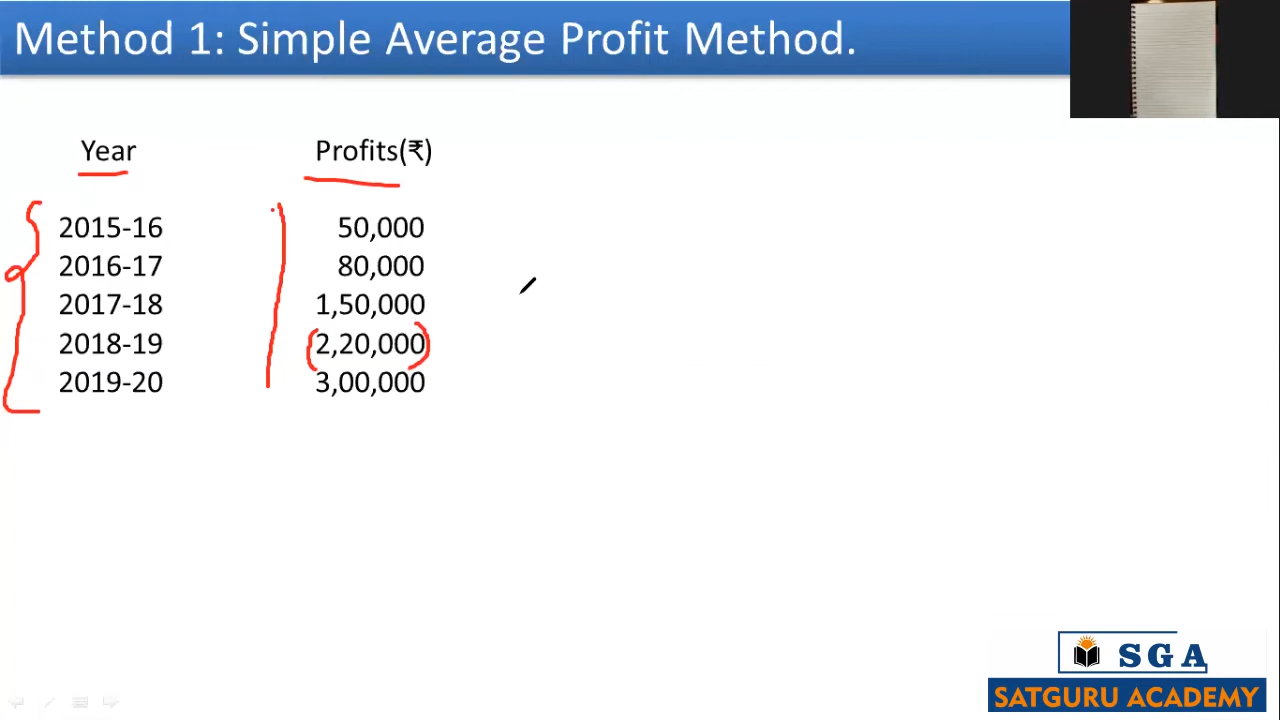 Method 1: Simple Average Profit Method.
Year Profits(₹)
2015-16 50,000
2016-17 80,000
2017-18 1,50,000
2018-19 (2,20,000)
2019-20 3,00,000
SGA
SATGURU ACADEMY